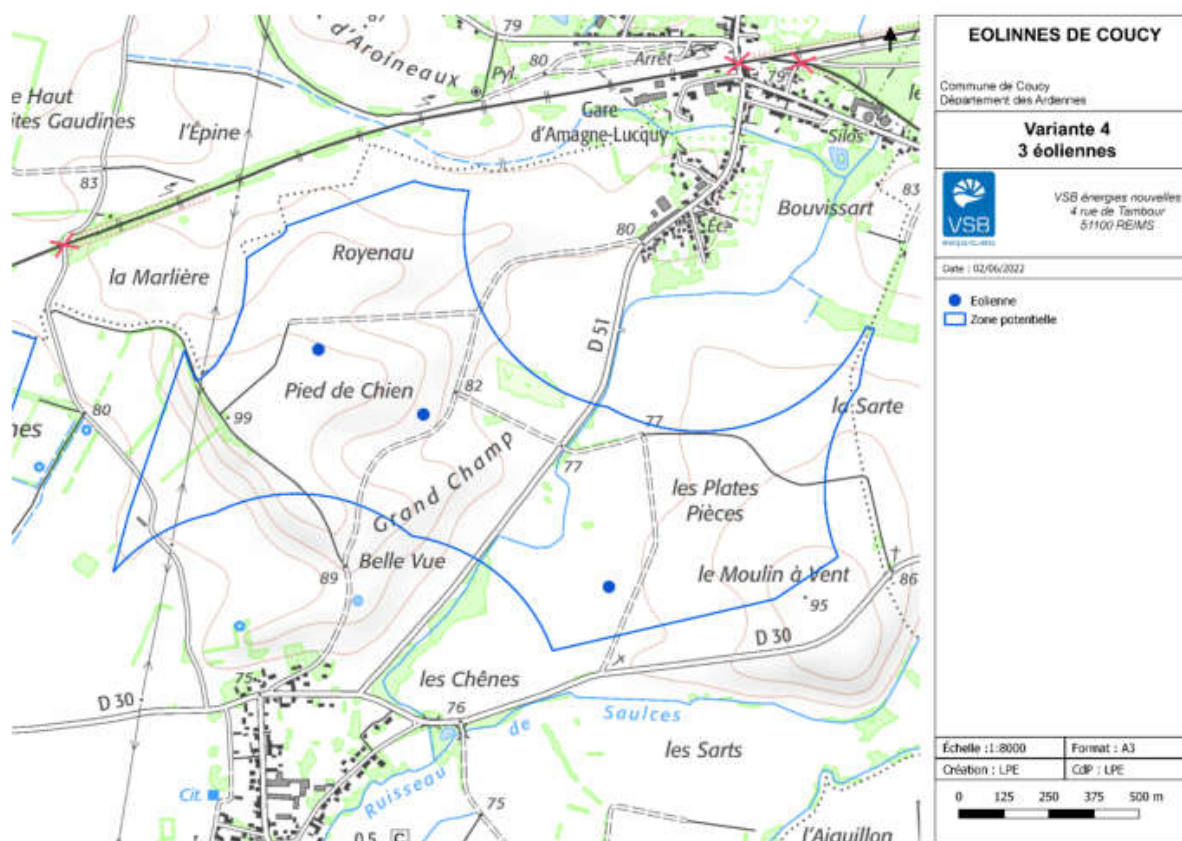 79
87
d'Aroineaux
80
Pyl.
Arrêt
79
e Haut
ites Gaudines
l'Épine
Gare
d'Amagne-Lucquy
Silos
le
83
83
Bouvissart
80
Éc.
Royenau
la Marlière
D 51
Pied de Chien
82
la Sarte
99
80
nes
77
77
Grand Champ
les Plates
Pièces
Belle Vue
89
le Moulin à Vent
95
86
D 30
les Chênes
75
D 30
76
Saulces
de
Ruisseau
les Sarts
Cit.
75
0.5
C
l'Aiguillon
EOLINNES DE COUCY
Commune de Coucy
Département des Ardennes
Variante 4
3 éoliennes
VSB
VSB énergies nouvelles
4 rue de Tambour
51100 REIMS
Date : 02/06/2022
Eolienne
Zone potentielle
Échelle :1:8000
Format : A3
Création : LPE
CdP : LPE
0 125 250 375 500 m